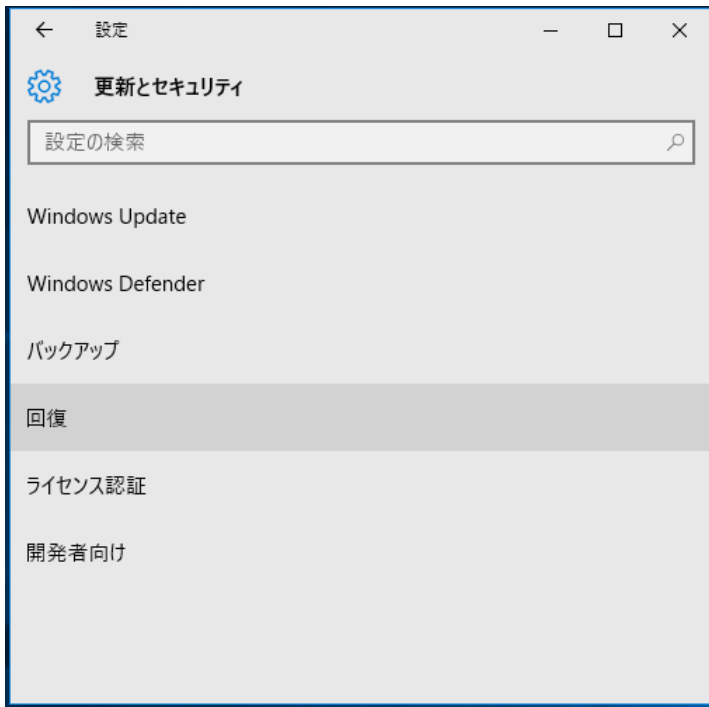 設定
更新とセキュリティ
設定の検索
Windows Update
Windows Defender
バックアップ
回復
ライセンス認証
開発者向け